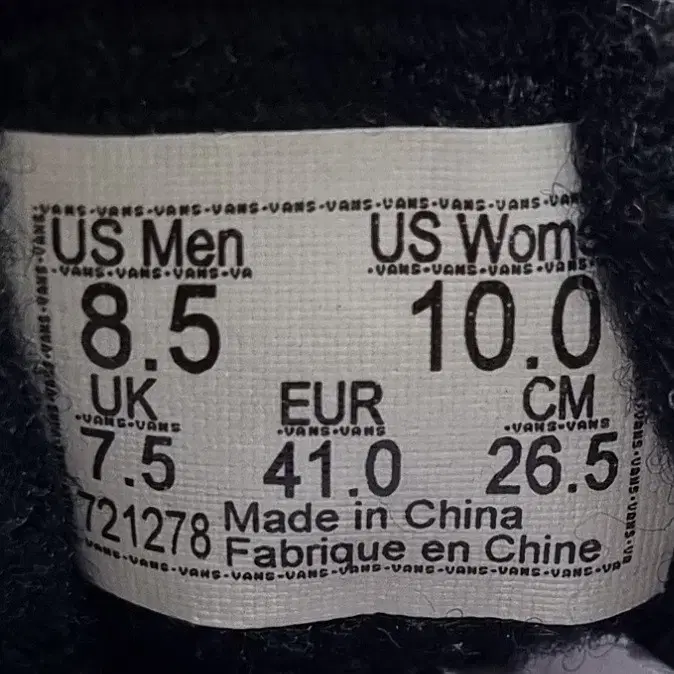 -VANS-VANS-VANS-VANS-VANS-VANS-VANS-VANS-VAN
US Men US Wom
-VANS-VANS-VANS-VA -VANS-VANS-VANS-VANS
8.5 10.0
UK EUR CM
-VANS-VANS -VANS-VANS -VANS-VANS
7.5 41.0 26.5
721278 Made in China
Fabrique en Chine